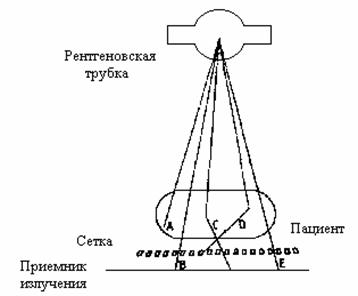 Рентгеновская
трубка
A
C
D
Пациент
Сетка
B
E
Приемник
излучения